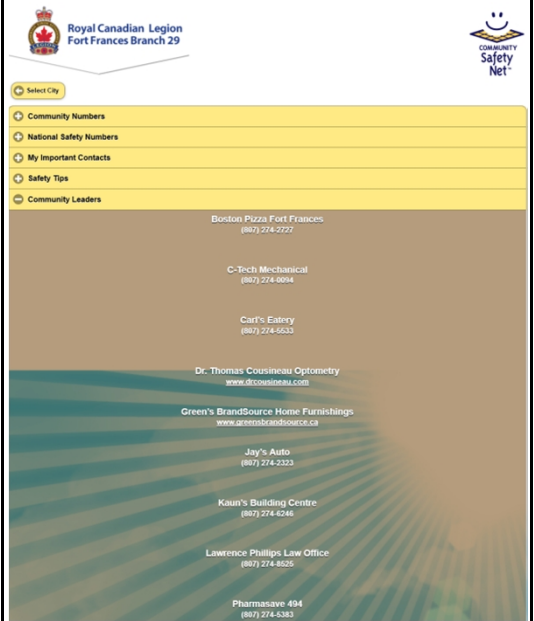 Royal Canadian Legion
Fort Frances Branch 29
LEGION
COMMUNITY
Safety
Net™
Select City
Community Numbers
National Safety Numbers
My Important Contacts
Safety Tips
Community Leaders
Boston Pizza Fort Frances
(807) 274-2727
C-Tech Mechanical
(807) 274-0094
Carl's Eatery
(807) 274-5533
Dr. Thomas Cousineau Optometry
www.drcousineau.com
Green's BrandSource Home Furnishings
www.greensbrandsource.ca
Jay's Auto
(807) 274-2323
Kaun's Building Centre
(807) 274-6246
Lawrence Phillips Law Office
(807) 274-8525
Pharmasave 494
(807) 274-5383